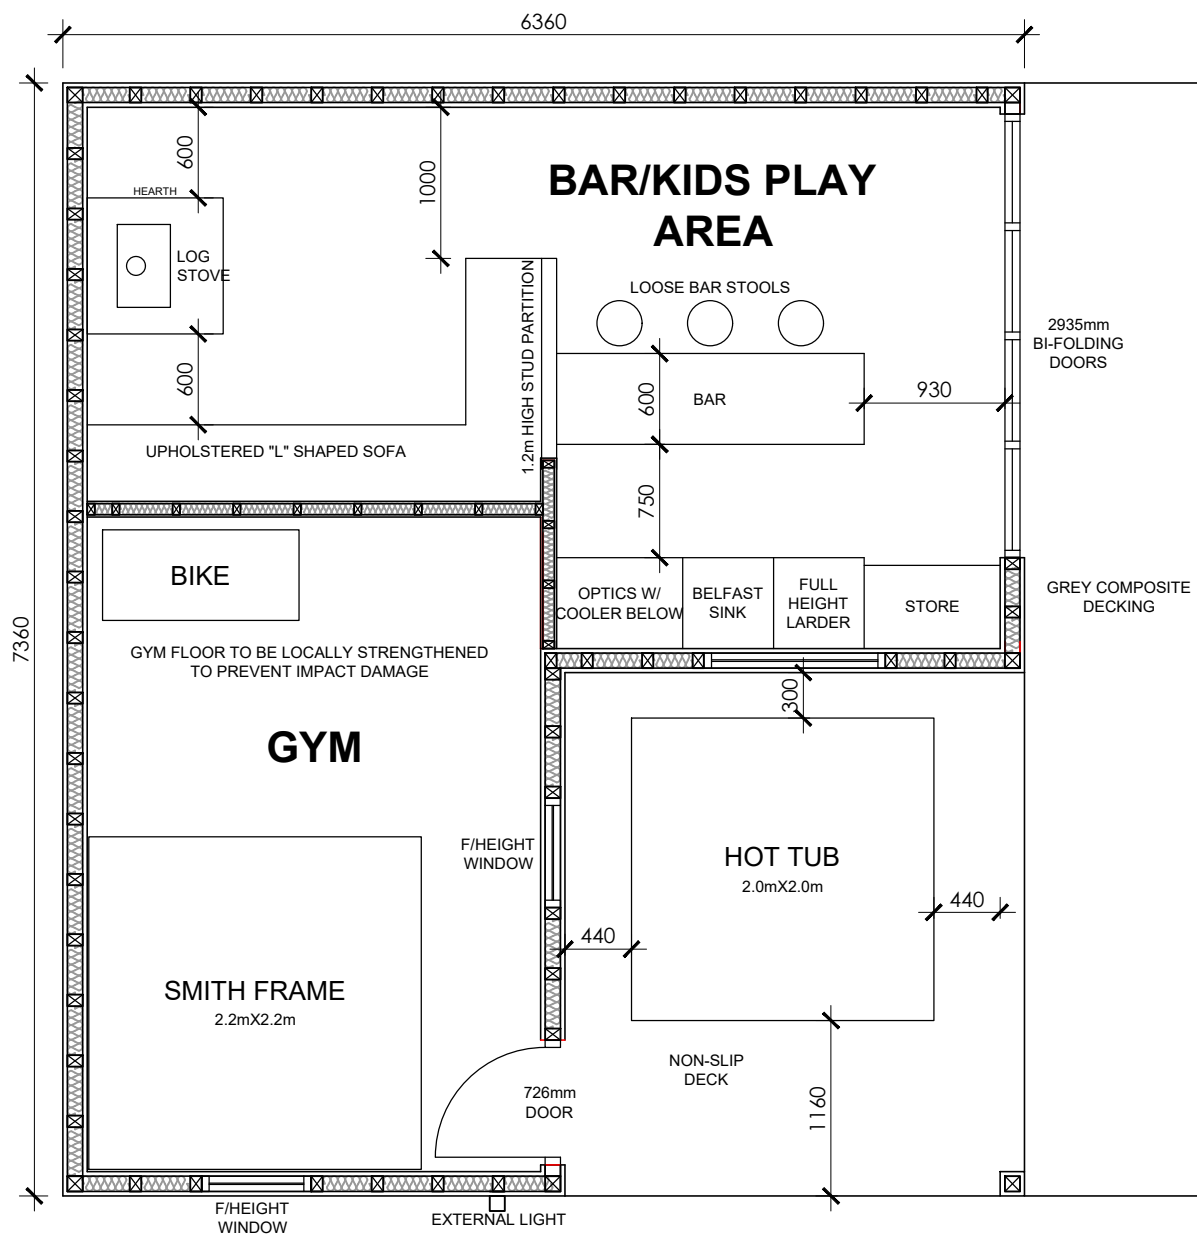 6360
7360
600
1000
BAR/KIDS PLAY
AREA
HEARTH
LOG
STOVE
1.2m HIGH STUD PARTITION
LOOSE BAR STOOLS
2935mm
BI-FOLDING
DOORS
600
600
BAR
930
UPHOLSTERED "L" SHAPED SOFA
750
BIKE
OPTICS W/
COOLER BELOW
BELFAST
SINK
FULL
HEIGHT
LARDER
STORE
GREY COMPOSITE
DECKING
GYM FLOOR TO BE LOCALLY STRENGTHENED
TO PREVENT IMPACT DAMAGE
300
GYM
F/HEIGHT
WINDOW
HOT TUB
2.0mX2.0m
440
440
SMITH FRAME
2.2mX2.2m
NON-SLIP
DECK
726mm
DOOR
1160
F/HEIGHT
WINDOW
EXTERNAL LIGHT